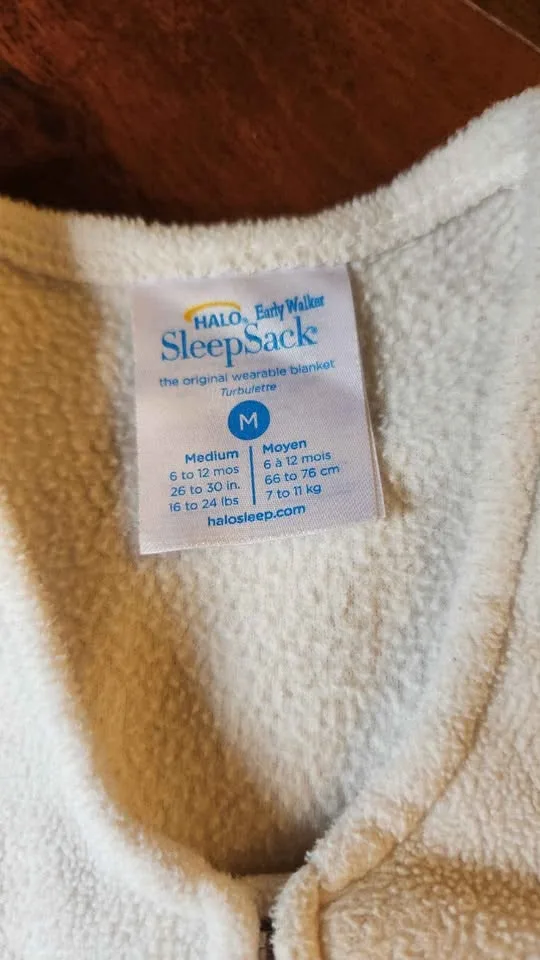 HALO® Early Walker
SleepSack
the original wearable blanket
Turbulette
M
Medium
6 to 12 mos
26 to 30 in.
16 to 24 lbs
Moyen
6 à 12 mois
66 to 76 cm
7 to 11 kg
halosleep.com